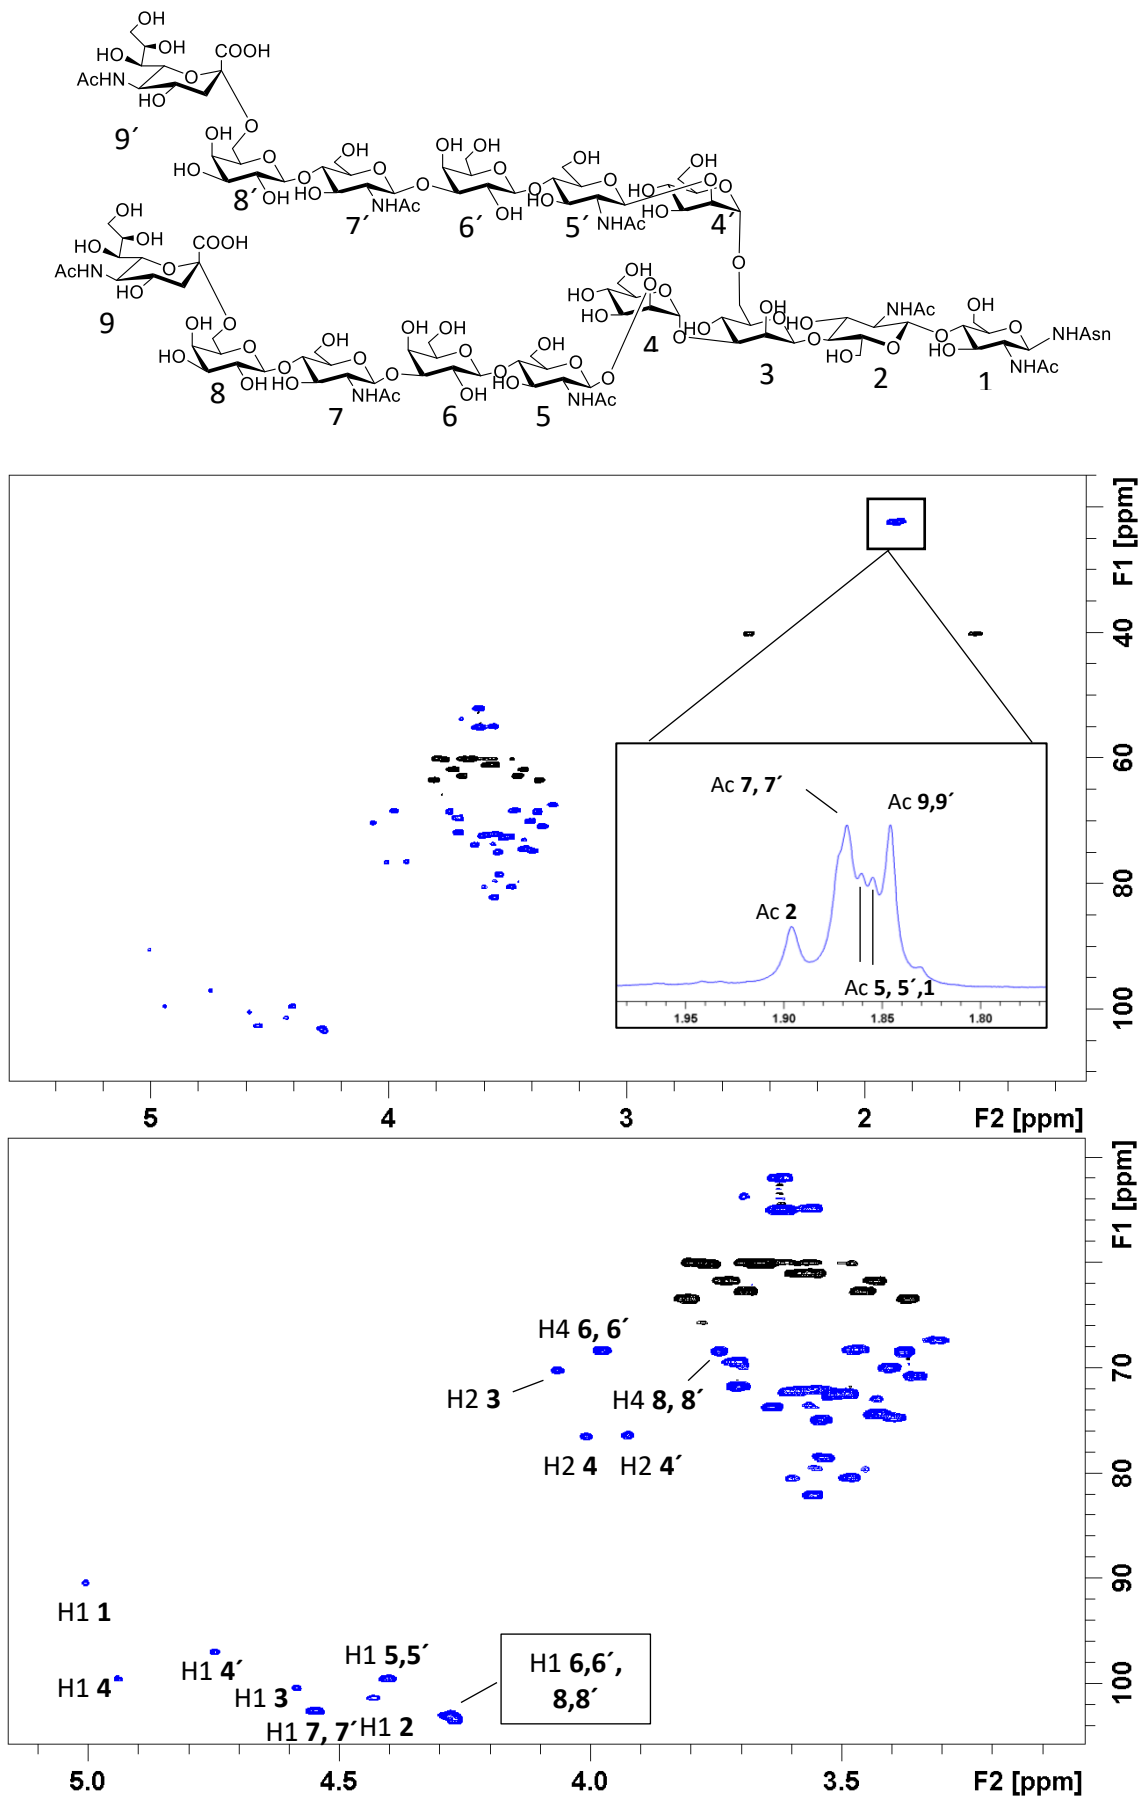 OH
HO OH COOH
AcHN O
HO
9´ O
OH OH OH OH OH OH
HO O O O O O O O HO O O
8´ OH HO NHAc OH HO NHAc HO 4´
7´ 6´ 5´
OH
HO OH COOH O
AcHN O OH O
HO HO O OH NHAc OH
9 O HO 4 HO O HO O O NHAsn
OH OH OH OH OH O O HO O HO NHAc
HO O O O O O O O O 3 2 1
8 OH HO NHAc OH HO NHAc
7 6 5
F1 [ppm]
40
60
80
100
Ac 7, 7´
Ac 9,9´
Ac 2
Ac 5, 5´,1
1.95 1.90 1.85 1.80
5 4 3 2 F2 [ppm]
F1 [ppm]
70
80
90
100
H4 6, 6´
H2 3
H4 8, 8´
H2 4 H2 4´
H1 1
H1 4
H1 4´
H1 3
H1 5,5´
H1 7, 7´ H1 2
H1 6,6´,
8,8´
5.0 4.5 4.0 3.5 F2 [ppm]